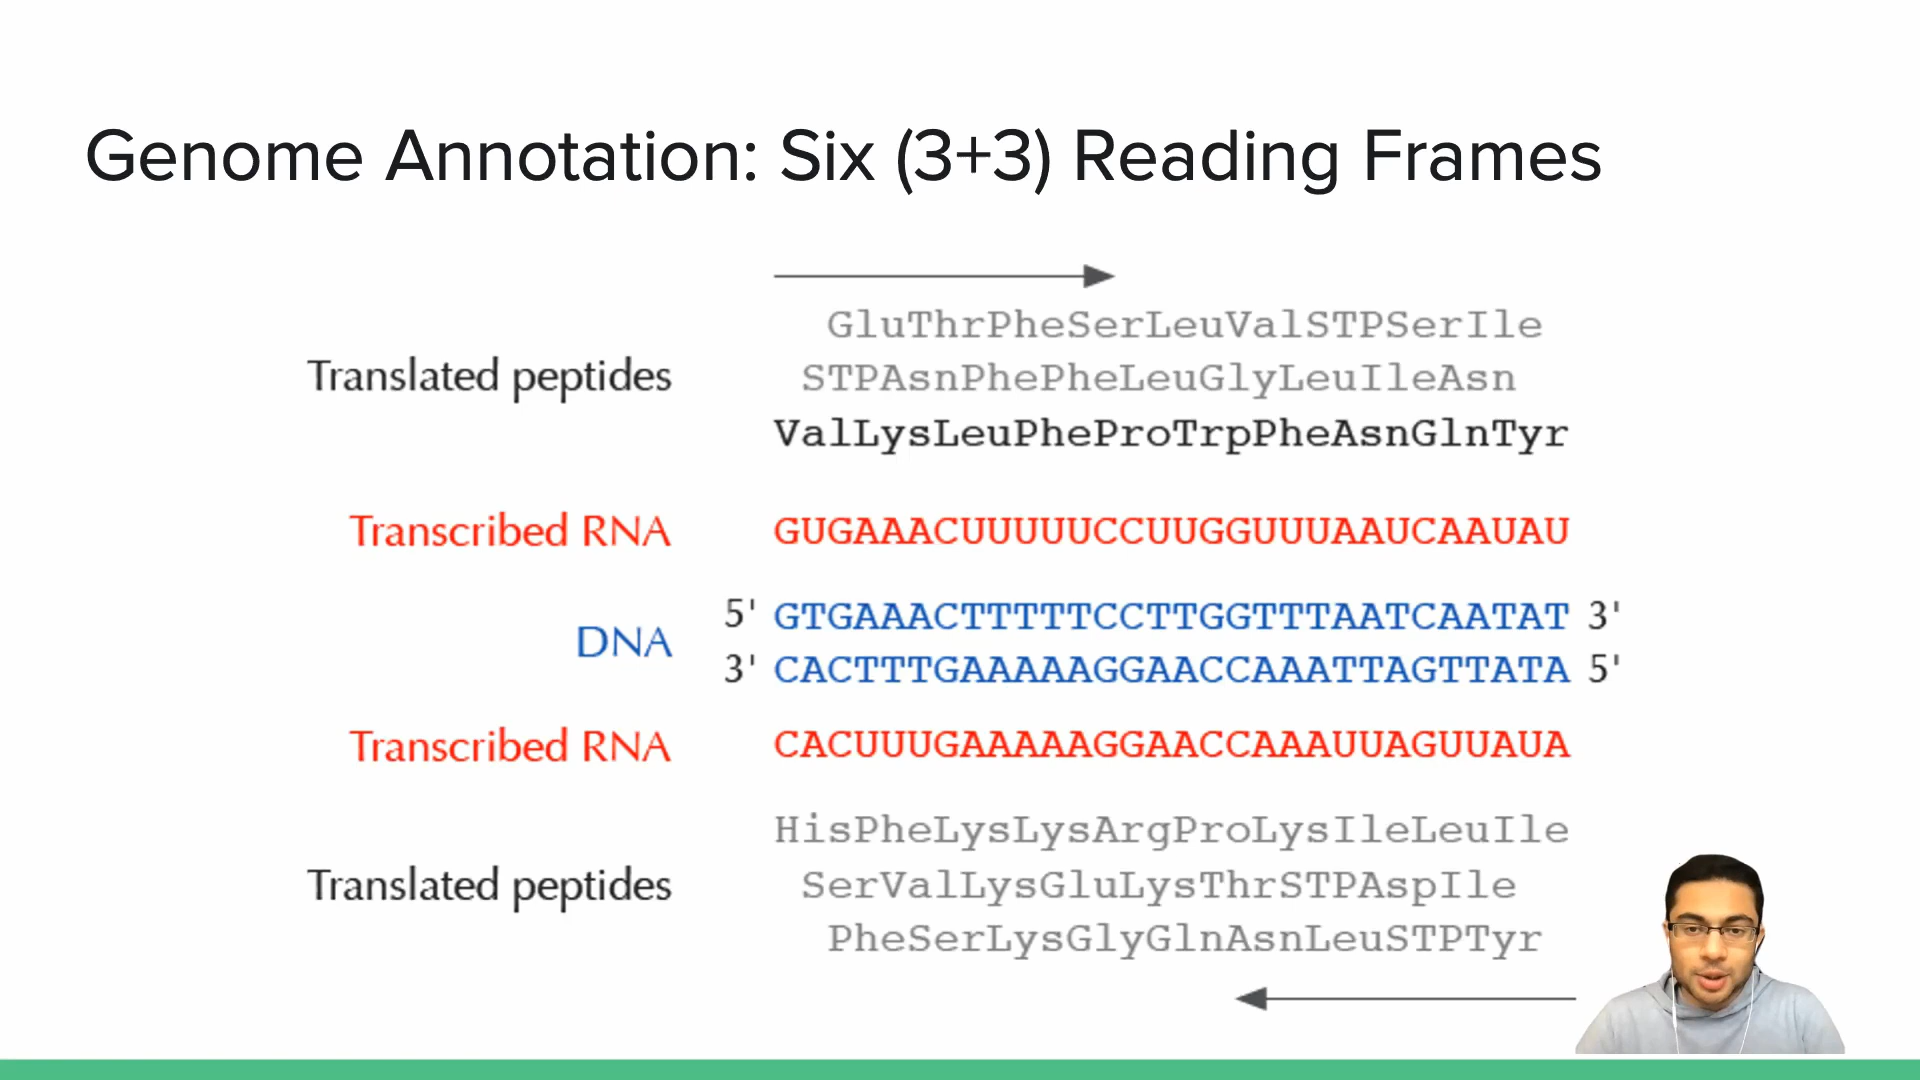 Genome Annotation: Six (3+3) Reading Frames
GluThrPheSerLeuValSTPSerIle
Translated peptides STPAsnPhePheLeuGlyLeuIleAsn
ValLysLeuPheProTrpPheAsnGlnTyr
Transcribed RNA GUGAAACUUUUUCCUUGGUUUAAUCAAUAU
5' GTGAAACTTTTTCCTTGGTTTAATCAATAT 3'
DNA
3' CACTTTGAAAAAGGAACCAAATTAGTTATA 5'
Transcribed RNA CACUUUGAAAAAGGAACCAAAUUAGUUAUA
HisPheLysLysArgProLysIleLeuIle
Translated peptides SerValLysGluLysThrSTPAspIle
PheSerLysGlyGlnAsnLeuSTPTyr